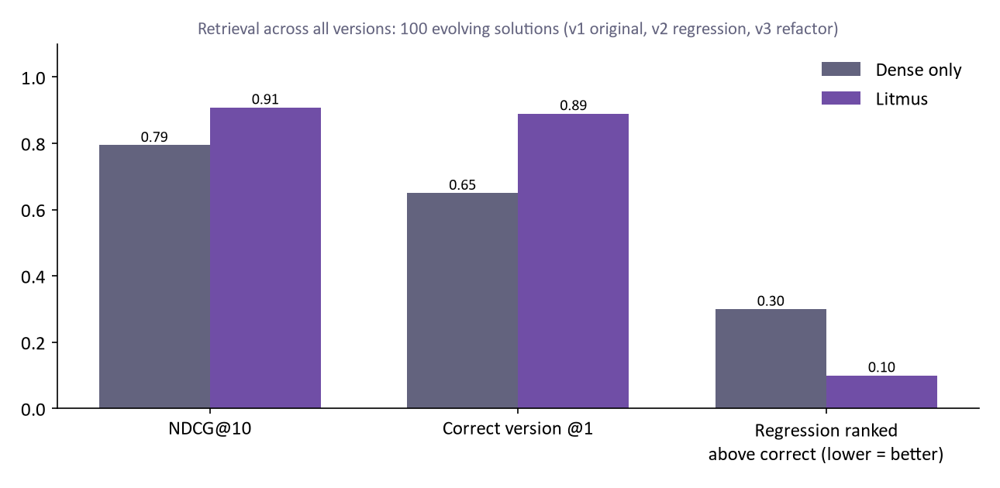 Retrieval across all versions: 100 evolving solutions (v1 original, v2 regression, v3 refactor)
Dense only
Litmus
1.0
0.8
0.6
0.4
0.2
0.0
0.79
0.91
0.65
0.89
0.30
0.10
NDCG@10
Correct version @1
Regression ranked
above correct (lower = better)